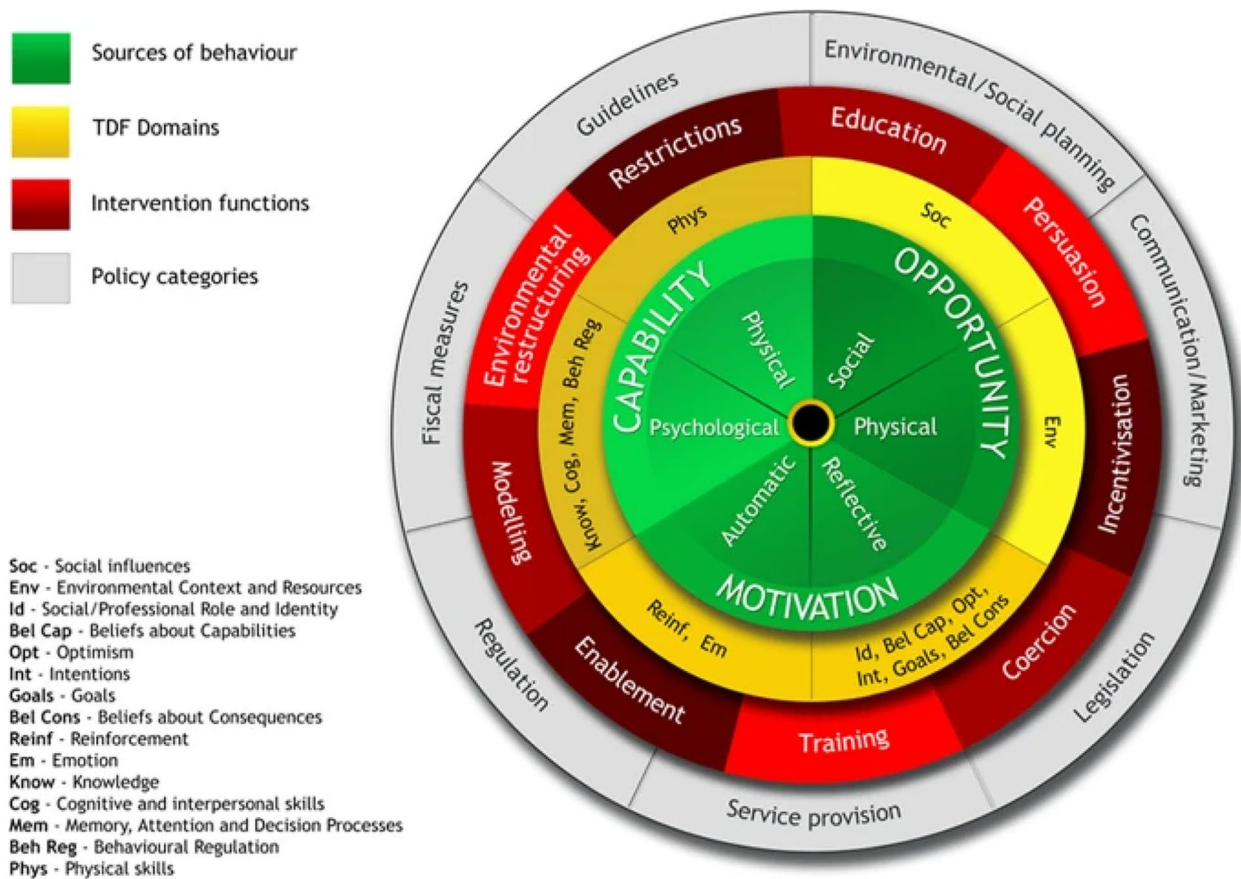 Sources of behaviour
TDF Domains
Intervention functions
Policy categories
Soc - Social influences
Env - Environmental Context and Resources
Id - Social/Professional Role and Identity
Bel Cap - Beliefs about Capabilities
Opt - Optimism
Int - Intentions
Goals - Goals
Bel Cons - Beliefs about Consequences
Reinf - Reinforcement
Em - Emotion
Know - Knowledge
Cog - Cognitive and interpersonal skills
Mem - Memory, Attention and Decision Processes
Beh Reg - Behavioural Regulation
Phys - Physical skills
Guidelines
Environmental/Social planning
Communication/Marketing
Legislation
Service provision
Regulation
Fiscal measures
Restrictions
Education
Persuasion
Incentivisation
Coercion
Training
Enablement
Modelling
Environmental
restructuring
Phys
Soc
Env
Id, Bel Cap, Opt,
Int, Goals, Bel Cons
Reinf, Em
Know, Cog, Mem, Beh Reg
CAPABILITY
OPPORTUNITY
MOTIVATION
Physical
Social
Physical
Reflective
Automatic
Psychological